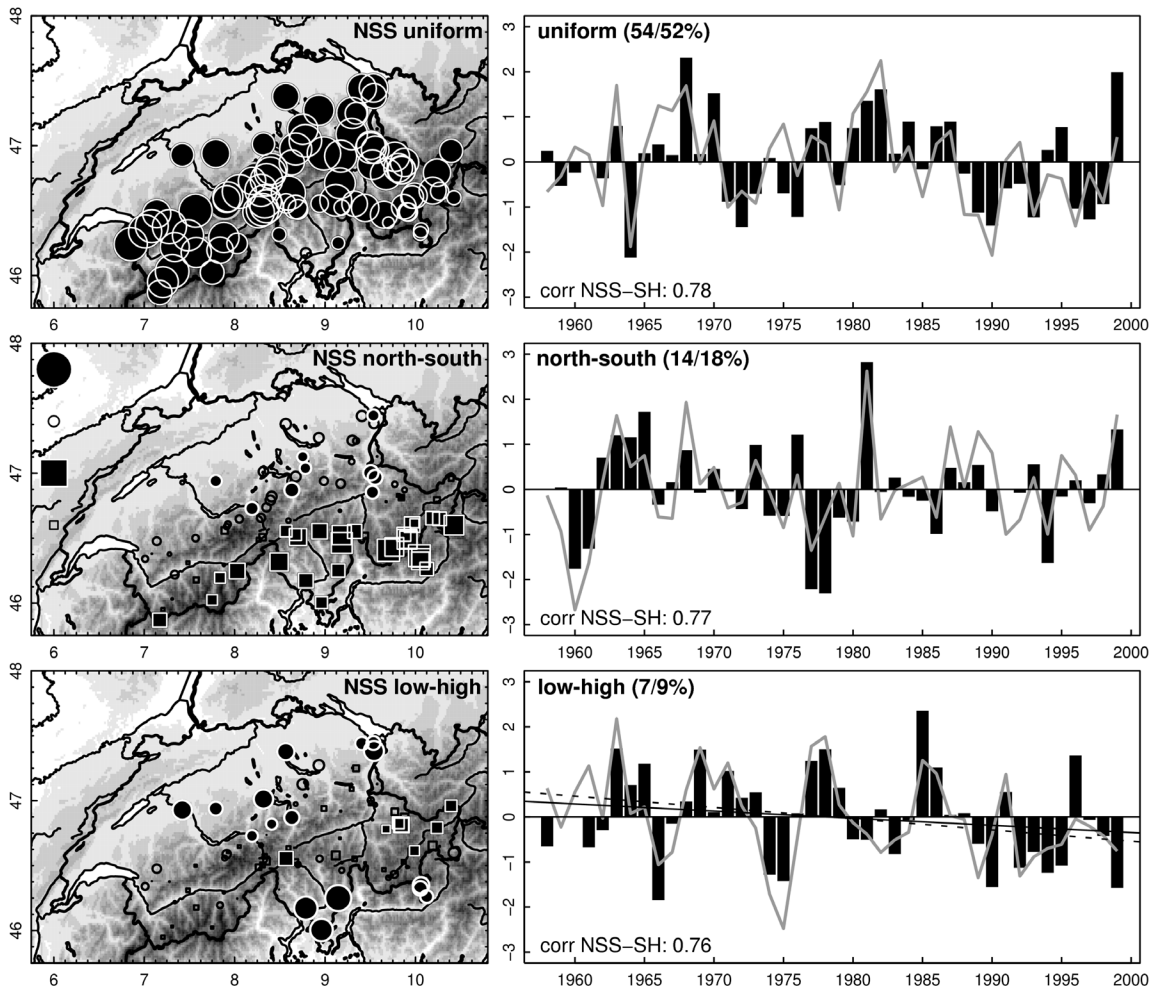 NSS uniform
48
47
46
6 7 8 9 10
uniform (54/52%)
3
2
1
0
−1
−2
−3
corr NSS−SH: 0.78
1960 1965 1970 1975 1980 1985 1990 1995 2000
NSS north-south
48
47
46
6 7 8 9 10
north-south (14/18%)
3
2
1
0
−1
−2
−3
corr NSS−SH: 0.77
1960 1965 1970 1975 1980 1985 1990 1995 2000
NSS low-high
48
47
46
6 7 8 9 10
low-high (7/9%)
3
2
1
0
−1
−2
−3
corr NSS−SH: 0.76
1960 1965 1970 1975 1980 1985 1990 1995 2000